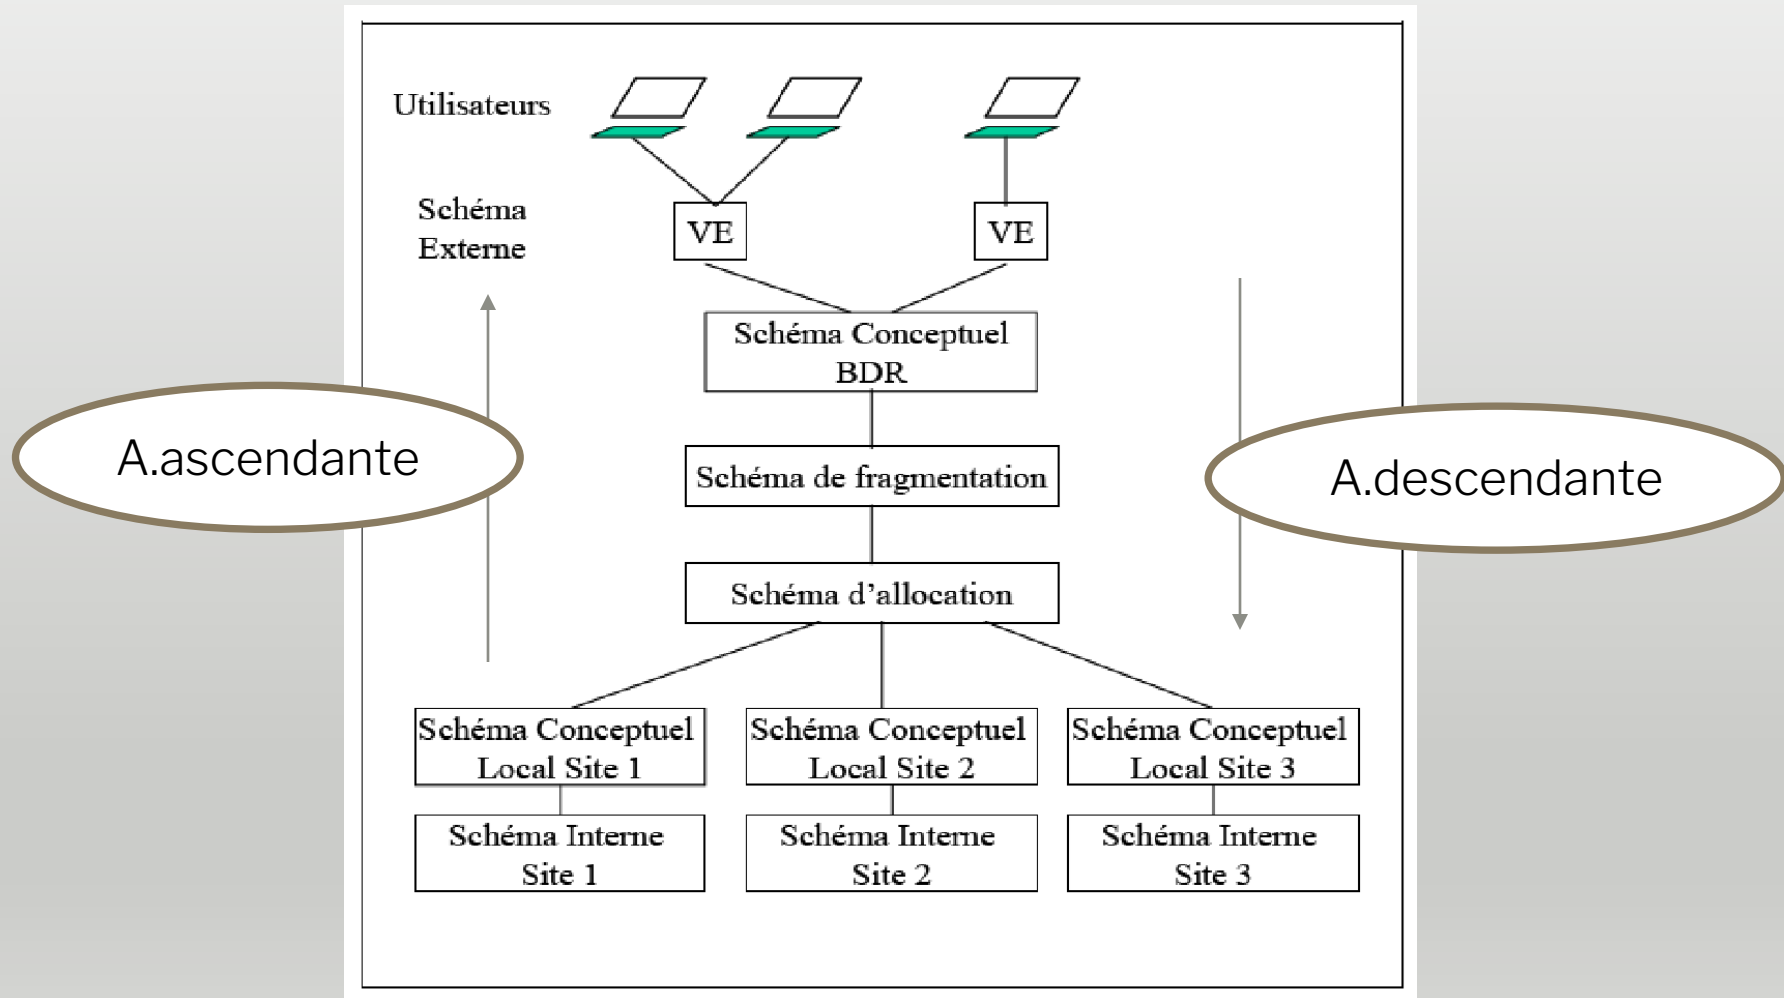 Utilisateurs
Schéma
Externe
VE
VE
Schéma Conceptuel
BDR
A.ascendante
A.descendante
Schéma de fragmentation
Schéma d'allocation
Schéma Conceptuel
Local Site 1
Schéma Conceptuel
Local Site 2
Schéma Conceptuel
Local Site 3
Schéma Interne
Site 1
Schéma Interne
Site 2
Schéma Interne
Site 3